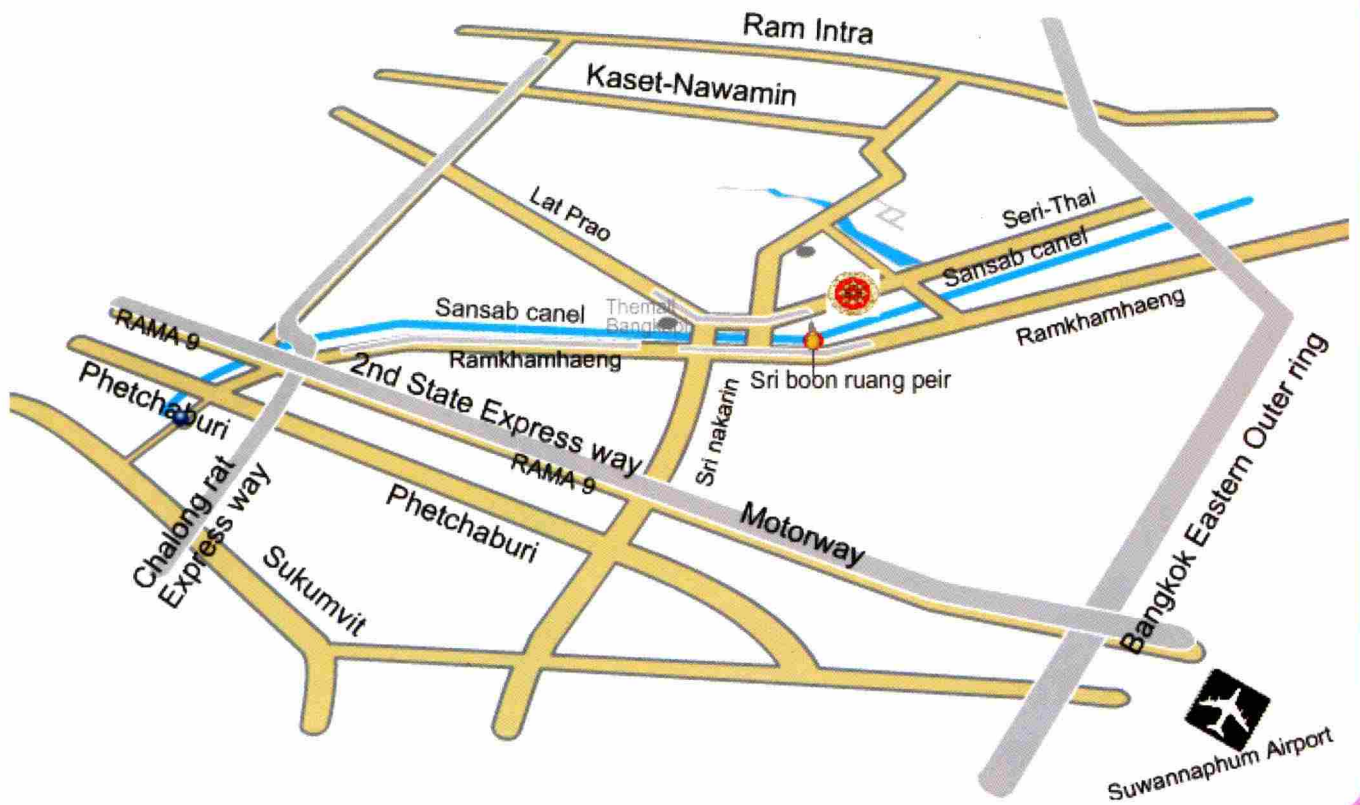 Ram Intra
Kaset-Nawamin
Lat Prao
Seri-Thai
Sansab canel
Sansab canel
Themall
Bangkapi
Ramkhamhaeng
RAMA 9
Ramkhamhaeng
Sri boon ruang peir
Phetchaburi
2nd State Express way
Sri nakarin
RAMA 9
Bangkok Eastern Outer ring
Phetchaburi
Motorway
Chalong rat
Express way
Sukumvit
Suwannaphum Airport